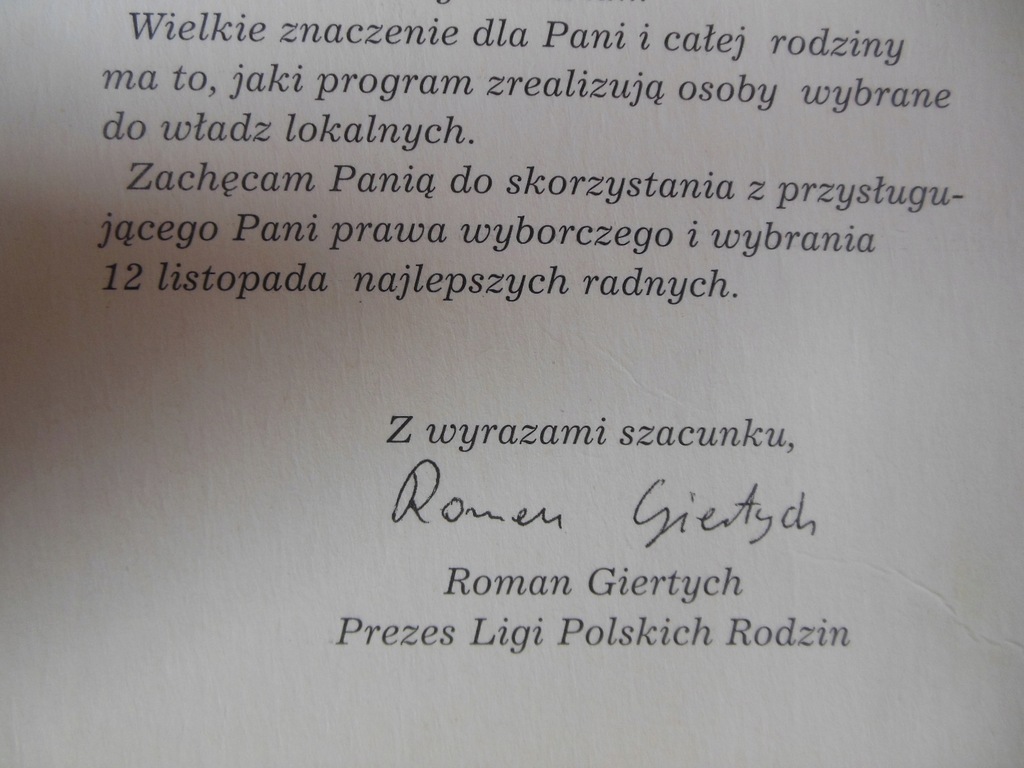 Wielkie znaczenie dla Pani i całej rodziny
ma to, jaki program zrealizują osoby wybrane
do władz lokalnych.
Zachęcam Panią do skorzystania z przysługu-
jącego Pani prawa wyborczego i wybrania
12 listopada najlepszych radnych.
Z wyrazami szacunku,
Roman Giertych
Roman Giertych
Prezes Ligi Polskich Rodzin